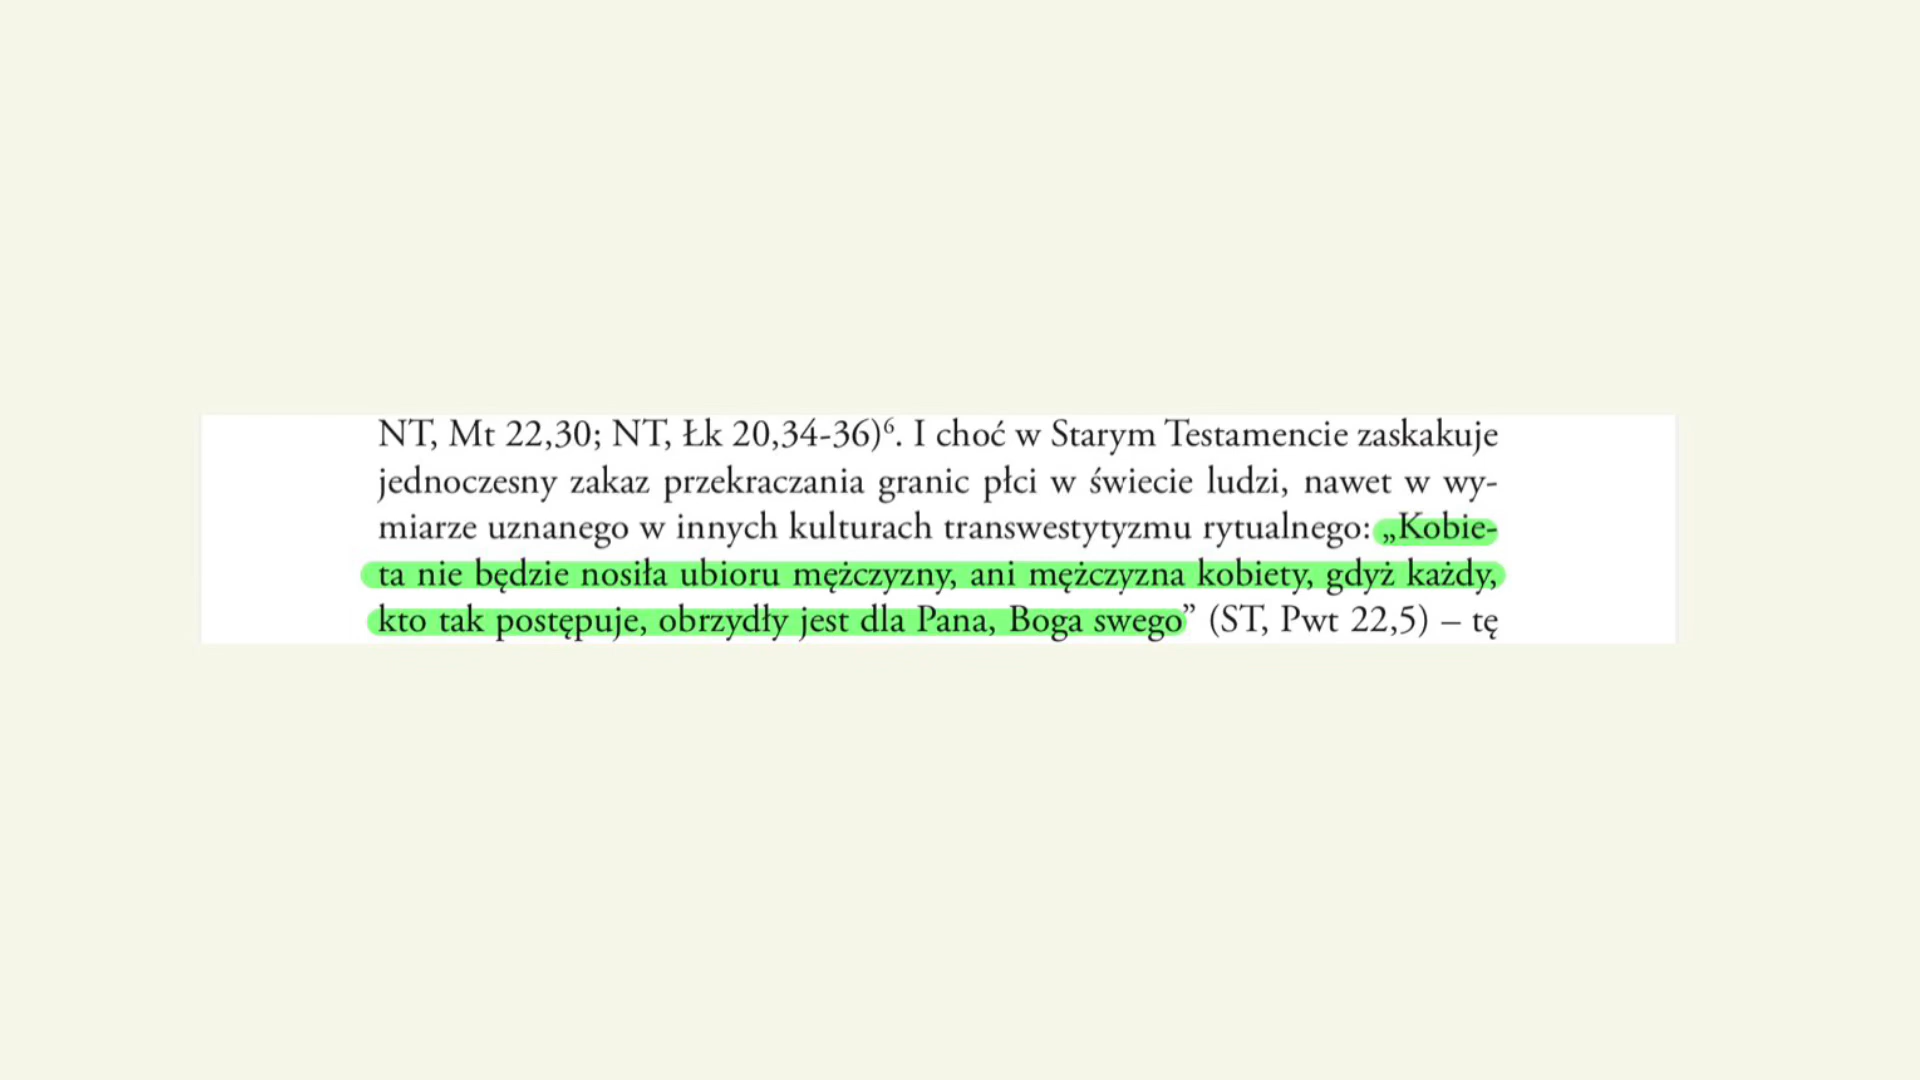 NT, Mt 22,30; NT, Łk 20,34-36)⁶. I choć w Starym Testamencie zaskakuje
jednoczesny zakaz przekraczania granic płci w świecie ludzi, nawet w wy-
miarze uznanego w innych kulturach transwestytyzmu rytualnego: „Kobie-
ta nie będzie nosiła ubioru mężczyzny, ani mężczyzna kobiety, gdyż każdy,
kto tak postępuje, obrzydły jest dla Pana, Boga swego” (ST, Pwt 22,5) – tę